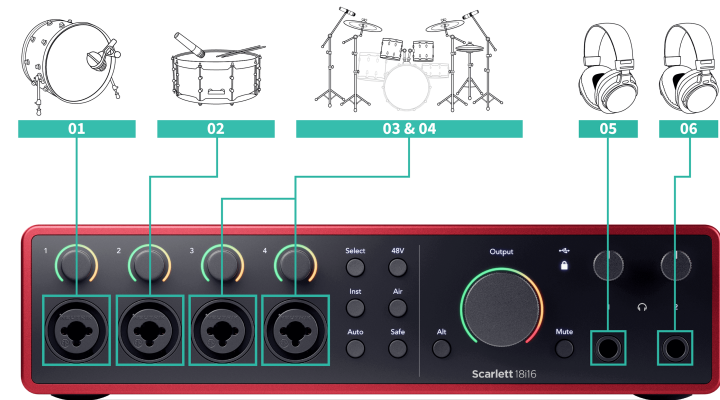 01
02
03 & 04
05
06
1
2
3
4
Select
48V
Output
Inst
Air
1
2
Auto
Safe
Alt
Mute
Scarlett 18i16